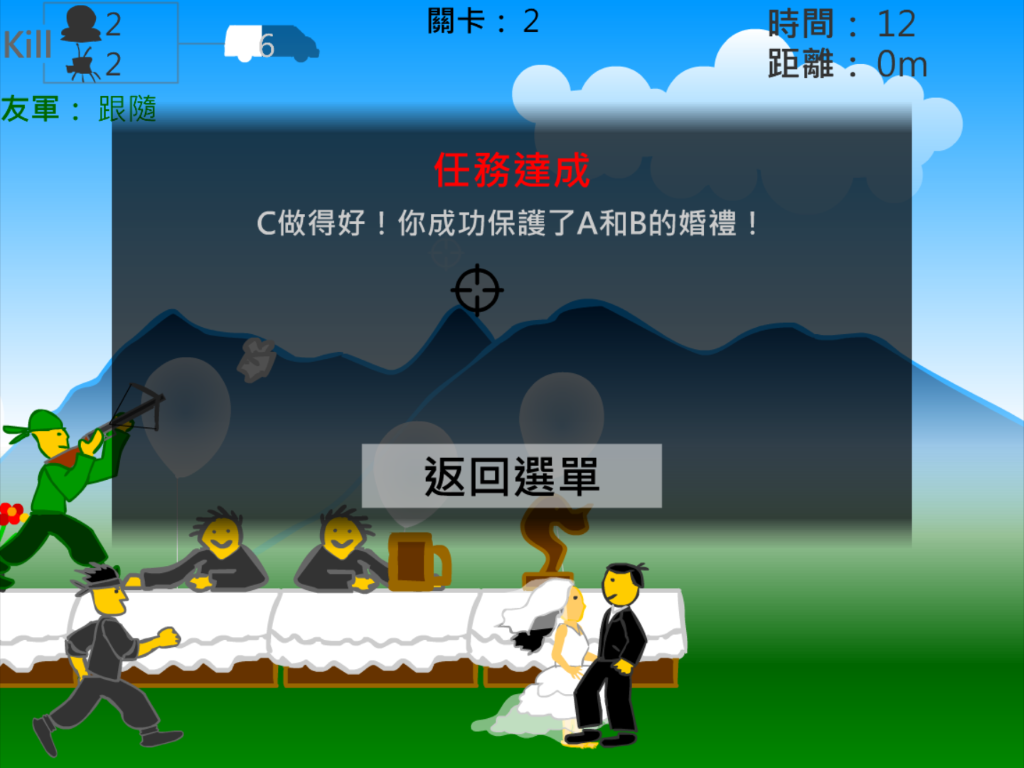 Kill 2
2
6
關卡： 2
時間： 12
距離： 0m
友軍： 跟隨
任務達成
C做得好！你成功保護了A和B的婚禮！
返回選單